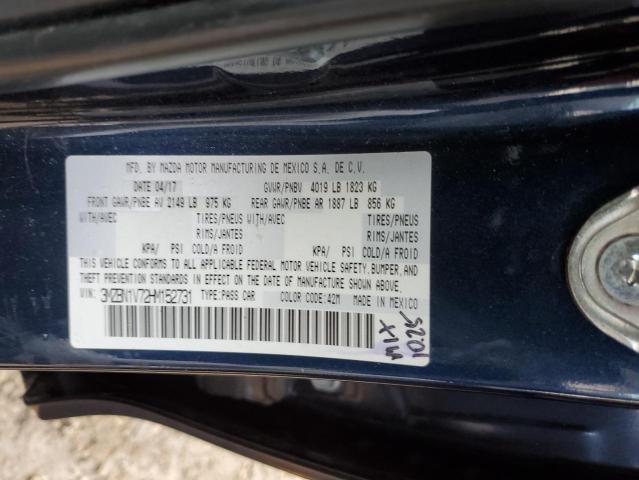 MFD. BY MAZDA MOTOR MANUFACTURING DE MEXICO S.A. DE C.V.
DATE 04/17 GVWR/PNBV 4019 LB 1823 KG
FRONT GAWR/PNBE AV 2149 LB 975 KG REAR GAWR/PNBE AR 1887 LB 856 KG
WITH/AVEC TIRES/PNEUS WITH/AVEC TIRES/PNEUS
RIMS/JANTES RIMS/JANTES
KPA/ PSI COLD/A FROID KPA/ PSI COLD/A FROID
THIS VEHICLE CONFORMS TO ALL APPLICABLE FEDERAL MOTOR VEHICLE SAFETY, BUMPER, AND
THEFT PREVENTION STANDARDS IN EFFECT ON THE DATE OF MANUFACTURE SHOWN ABOVE.
VIN: 3MZBN1V72HM152731 TYPE: PASS CAR COLOR CODE: 42M MADE IN MEXICO
MIX
10.25